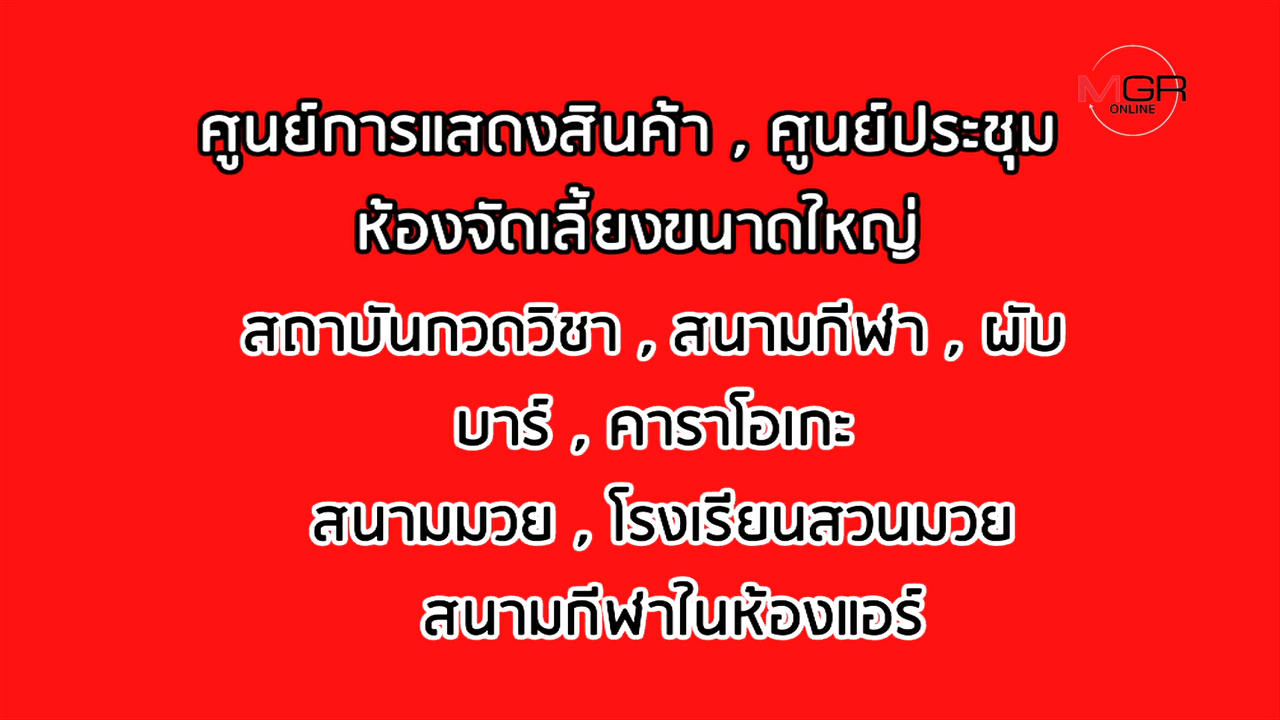 MGR
ONLINE
ศูนย์การแสดงสินค้า , ศูนย์ประชุม
ห้องจัดเลี้ยงขนาดใหญ่
สถาบันกวดวิชา , สนามกีฬา , ผับ
บาร์ , คาราโอเกะ
สนามมวย , โรงเรียนสวนมวย
สนามกีฬาในห้องแอร์